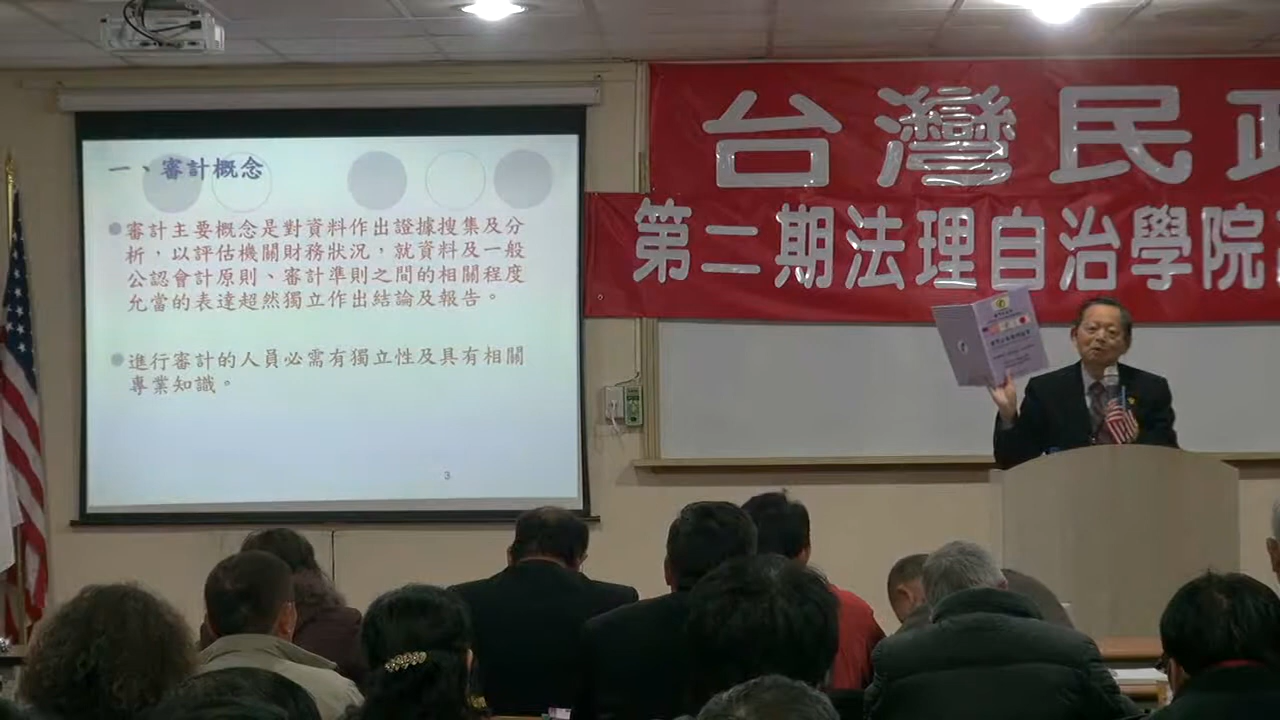 一、審計概念
審計主要概念是對資料作出證據搜集及分
析，以評估機關財務狀況，就資料及一般
公認會計原則、審計準則之間的相關程度
允當的表達超然獨立作出結論及報告。
進行審計的人員必需有獨立性及具有相關
專業知識。
3
台灣民政
第二期法理自治學院